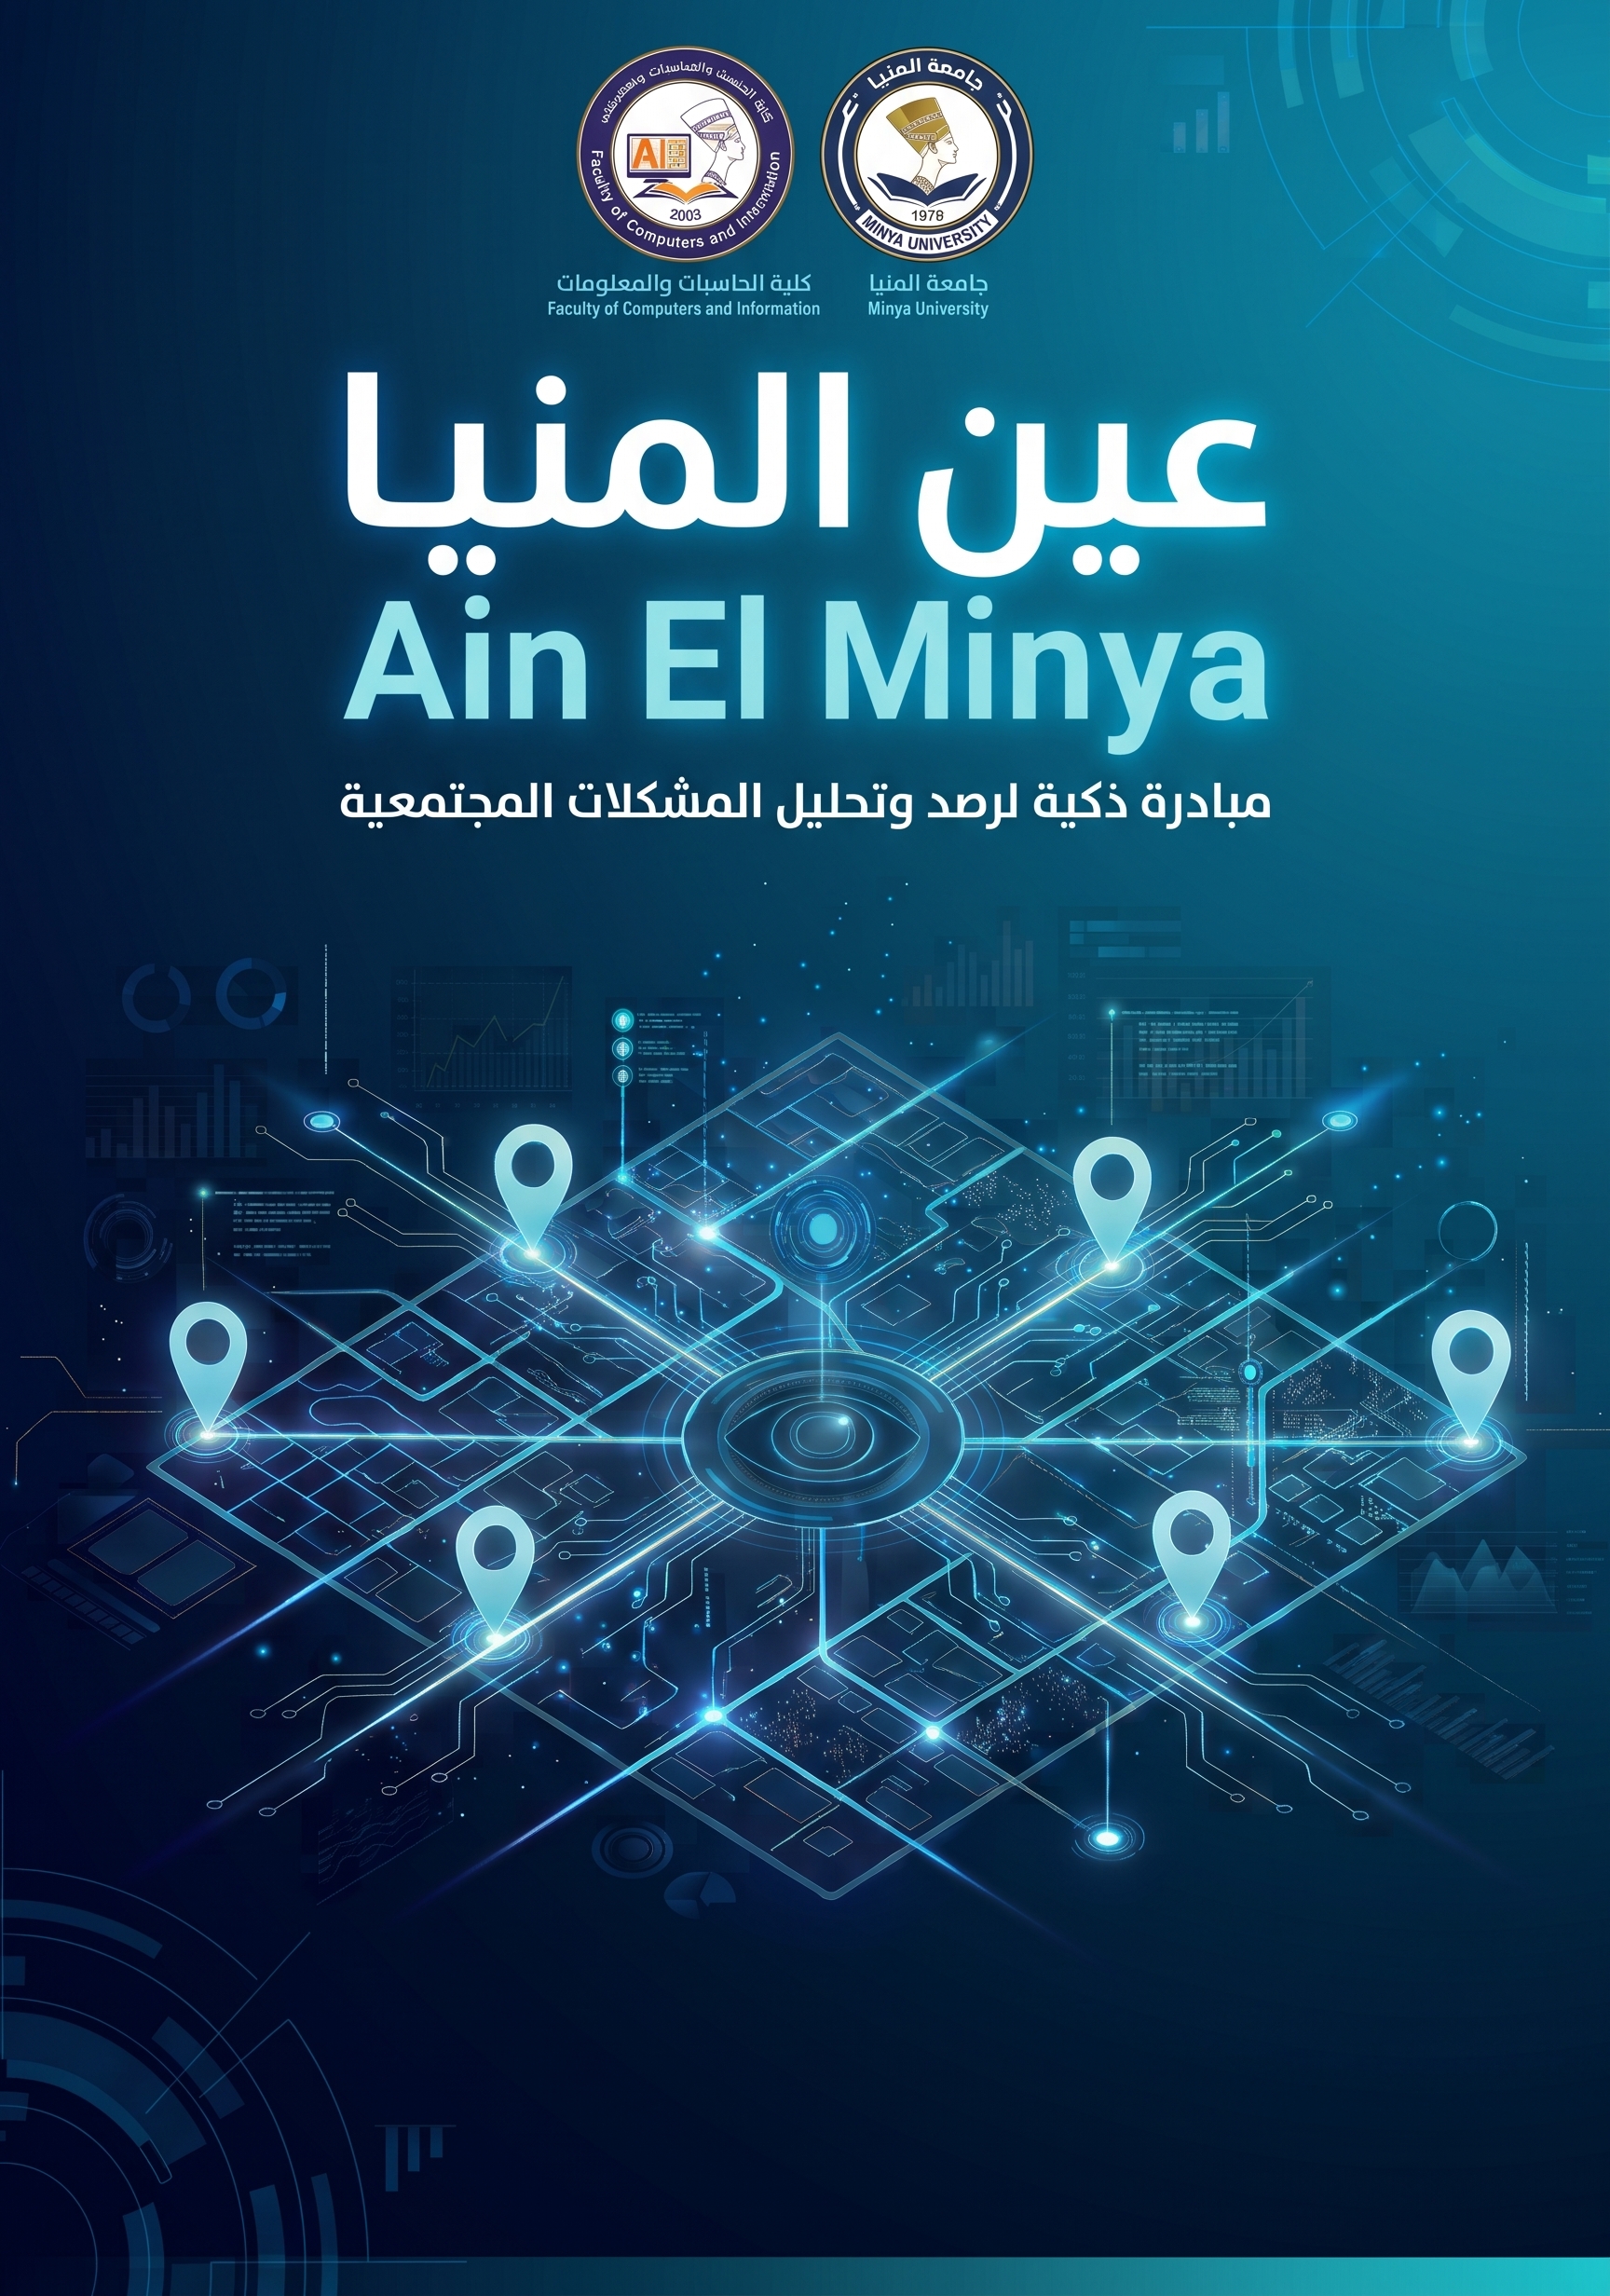 جامعة المنيا
1978
MINYA UNIVERSITY
AI
2003
Faculty of Computers and
كلية الحاسبات والمعلومات
Faculty of Computers and Information
جامعة المنيا
Minya University
عين المنيا
Ain El Minya
مبادرة ذكية لرصد وتحليل المشكلات المجتمعية